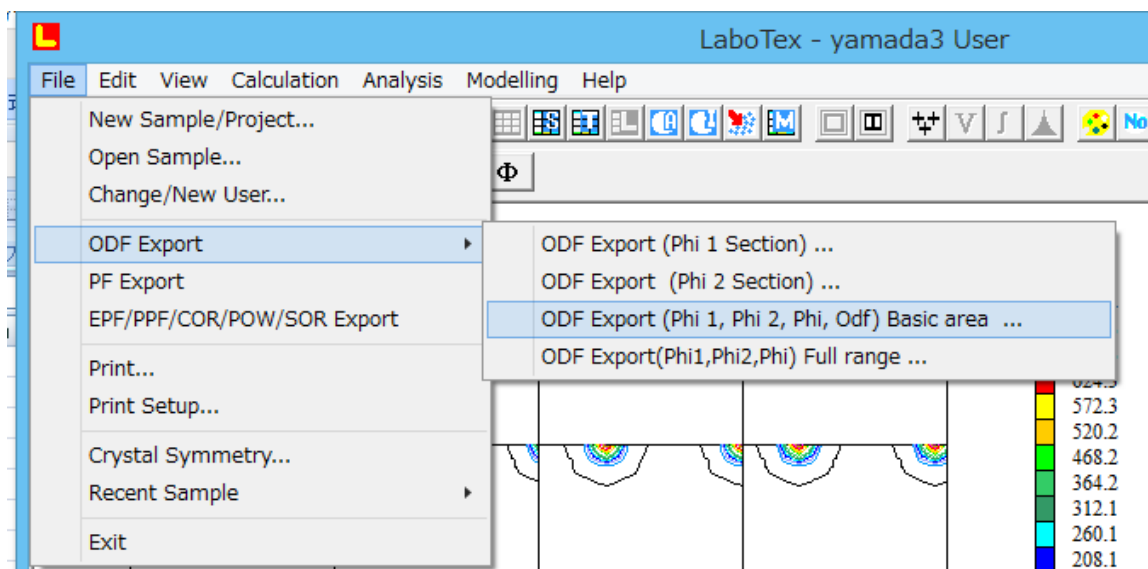 LaboTex - yamada3 User
File Edit View Calculation Analysis Modelling Help
New Sample/Project...
Open Sample...
Change/New User...
Φ
ODF Export
ODF Export (Phi 1 Section) ...
PF Export
ODF Export (Phi 2 Section) ...
EPF/PPF/COR/POW/SOR Export
ODF Export (Phi 1, Phi 2, Phi, Odf) Basic area ...
ODF Export(Phi1,Phi2,Phi) Full range ...
Print...
Print Setup...
572.3
520.2
Crystal Symmetry...
468.2
Recent Sample
364.2
312.1
Exit
260.1
208.1